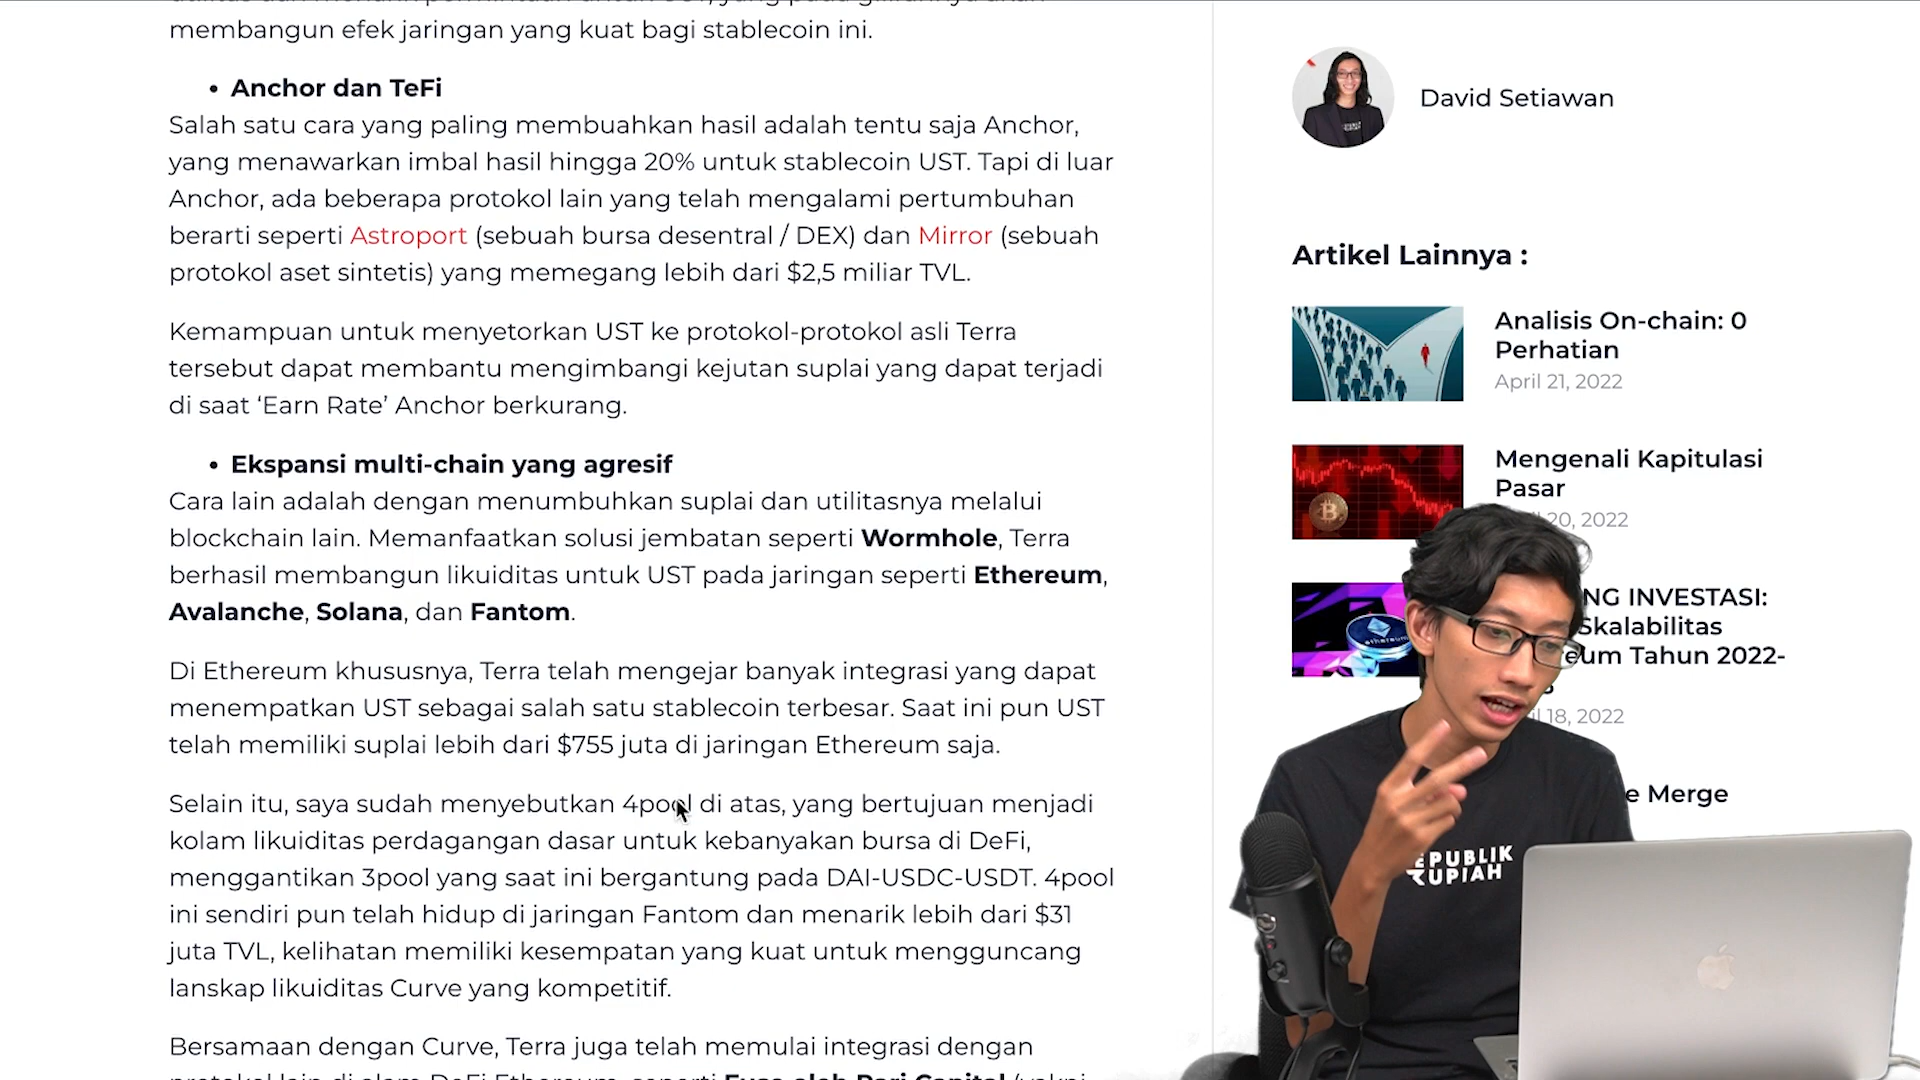 membangun efek jaringan yang kuat bagi stablecoin ini.
• Anchor dan TeFi
Salah satu cara yang paling membuahkan hasil adalah tentu saja Anchor,
yang menawarkan imbal hasil hingga 20% untuk stablecoin UST. Tapi di luar
Anchor, ada beberapa protokol lain yang telah mengalami pertumbuhan
berarti seperti Astroport (sebuah bursa desentral / DEX) dan Mirror (sebuah
protokol aset sintetis) yang memegang lebih dari $2,5 miliar TVL.
Kemampuan untuk menyetorkan UST ke protokol-protokol asli Terra
tersebut dapat membantu mengimbangi kejutan suplai yang dapat terjadi
di saat ‘Earn Rate’ Anchor berkurang.
• Ekspansi multi-chain yang agresif
Cara lain adalah dengan menumbuhkan suplai dan utilitasnya melalui
blockchain lain. Memanfaatkan solusi jembatan seperti Wormhole, Terra
berhasil membangun likuiditas untuk UST pada jaringan seperti Ethereum,
Avalanche, Solana, dan Fantom.
Di Ethereum khususnya, Terra telah mengejar banyak integrasi yang dapat
menempatkan UST sebagai salah satu stablecoin terbesar. Saat ini pun UST
telah memiliki suplai lebih dari $755 juta di jaringan Ethereum saja.
Selain itu, saya sudah menyebutkan 4pool di atas, yang bertujuan menjadi
kolam likuiditas perdagangan dasar untuk kebanyakan bursa di DeFi,
menggantikan 3pool yang saat ini bergantung pada DAI-USDC-USDT. 4pool
ini sendiri pun telah hidup di jaringan Fantom dan menarik lebih dari $31
juta TVL, kelihatan memiliki kesempatan yang kuat untuk mengguncang
lanskap likuiditas Curve yang kompetitif.
Bersamaan dengan Curve, Terra juga telah memulai integrasi dengan
David Setiawan
Artikel Lainnya :
Analisis On-chain: 0
Perhatian
April 21, 2022
Mengenali Kapitulasi
Pasar
20, 2022
INVESTASI:
Skalabilitas
Tahun 2022-
18, 2022
Merge
EPUBLIK
RUPIAH